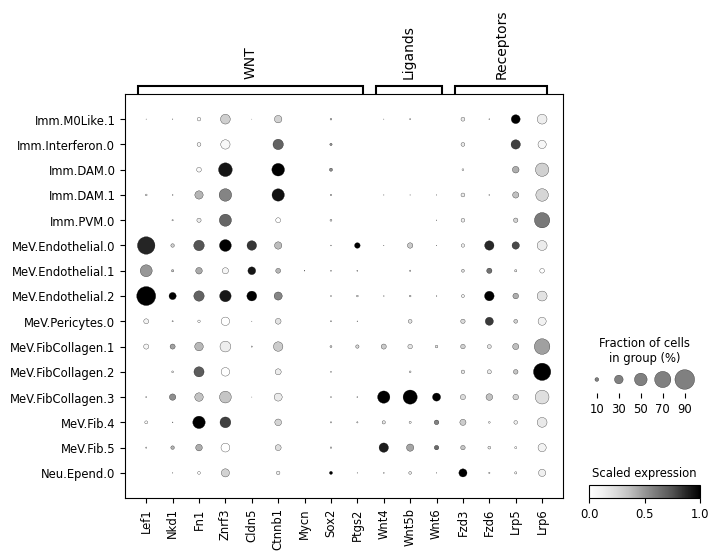 WNT
Ligands
Receptors
Imm.M0Like.1
Imm.Interferon.0
Imm.DAM.0
Imm.DAM.1
Imm.PVM.0
MeV.Endothelial.0
MeV.Endothelial.1
MeV.Endothelial.2
MeV.Pericytes.0
MeV.FibCollagen.1
MeV.FibCollagen.2
MeV.FibCollagen.3
MeV.Fib.4
MeV.Fib.5
Neu.Epend.0
Lef1
Nkd1
Fn1
Znrf3
Cldn5
Ctnnb1
Mycn
Sox2
Ptgs2
Wnt4
Wnt5b
Wnt6
Fzd3
Fzd6
Lrp5
Lrp6
Fraction of cells
in group (%)
10 30 50 70 90
Scaled expression
0.0 0.5 1.0